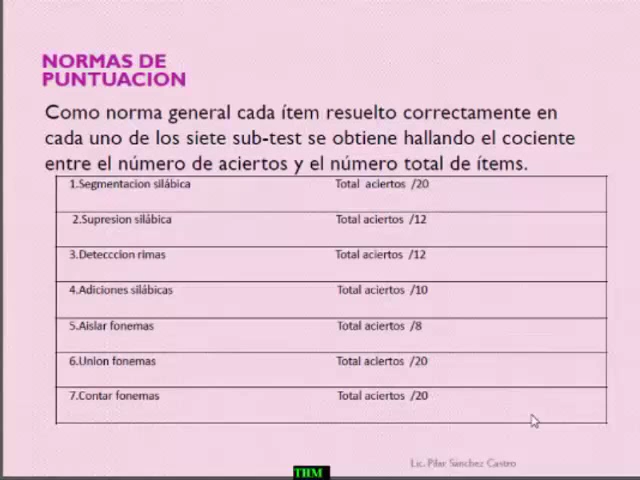 NORMAS DE
PUNTUACION
Como norma general cada ítem resuelto correctamente en
cada uno de los siete sub-test se obtiene hallando el cociente
entre el número de aciertos y el número total de ítems.
1.Segmentacion silábica Total aciertos /20
2.Supresion silábica Total aciertos /12
3.Deteccción rimas Total aciertos /12
4.Adiciones silábicas Total aciertos /10
5.Aislar fonemas Total aciertos /8
6.Union fonemas Total aciertos /20
7.Contar fonemas Total aciertos /20
Lic. Pilar Sánchez Castro
THM